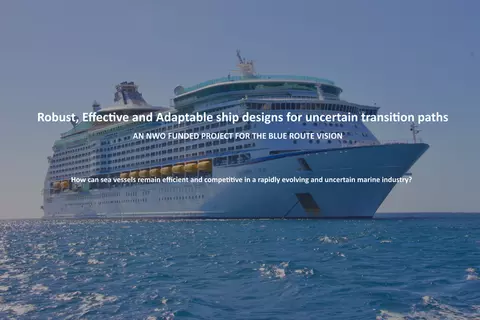 Robust, Effective and Adaptable ship designs for uncertain transition paths
AN NWO FUNDED PROJECT FOR THE BLUE ROUTE VISION
How can sea vessels remain efficient and competitive in a rapidly evolving and uncertain marine industry?